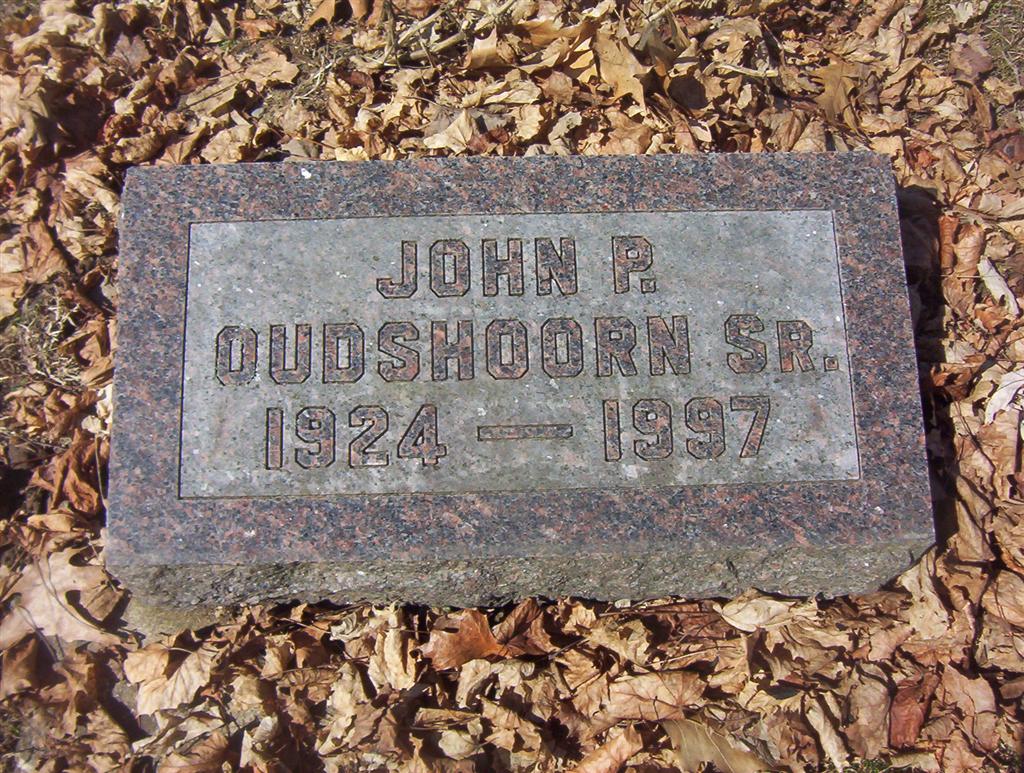 JOHN P.
OUDSHOORN SR.
1924 — 1997